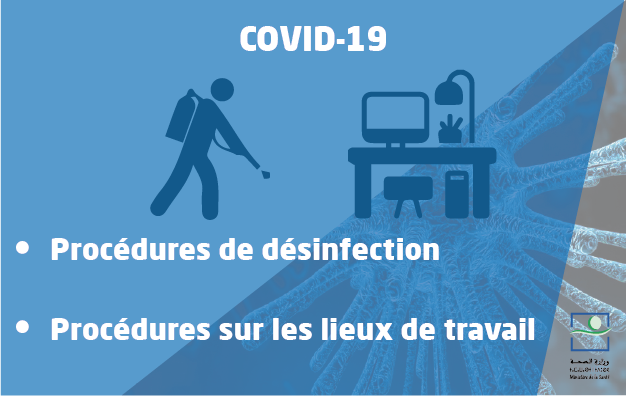 COVID-19
• Procédures de désinfection
• Procédures sur les lieux de travail
وزارة الصحة
Ministère de la Santé